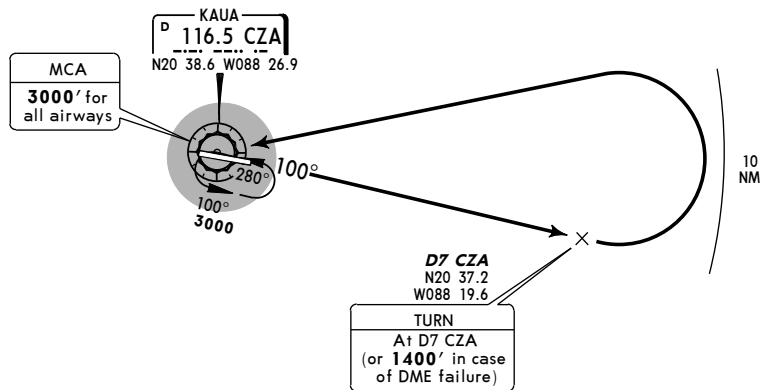 KAUA
D 116.5 CZA
N20 38.6 W088 26.9
MCA
3000' for
all airways
280°
100°
100°
3000
10
NM
D7 CZA
N20 37.2
W088 19.6
TURN
At D7 CZA
(or 1400' in case
of DME failure)